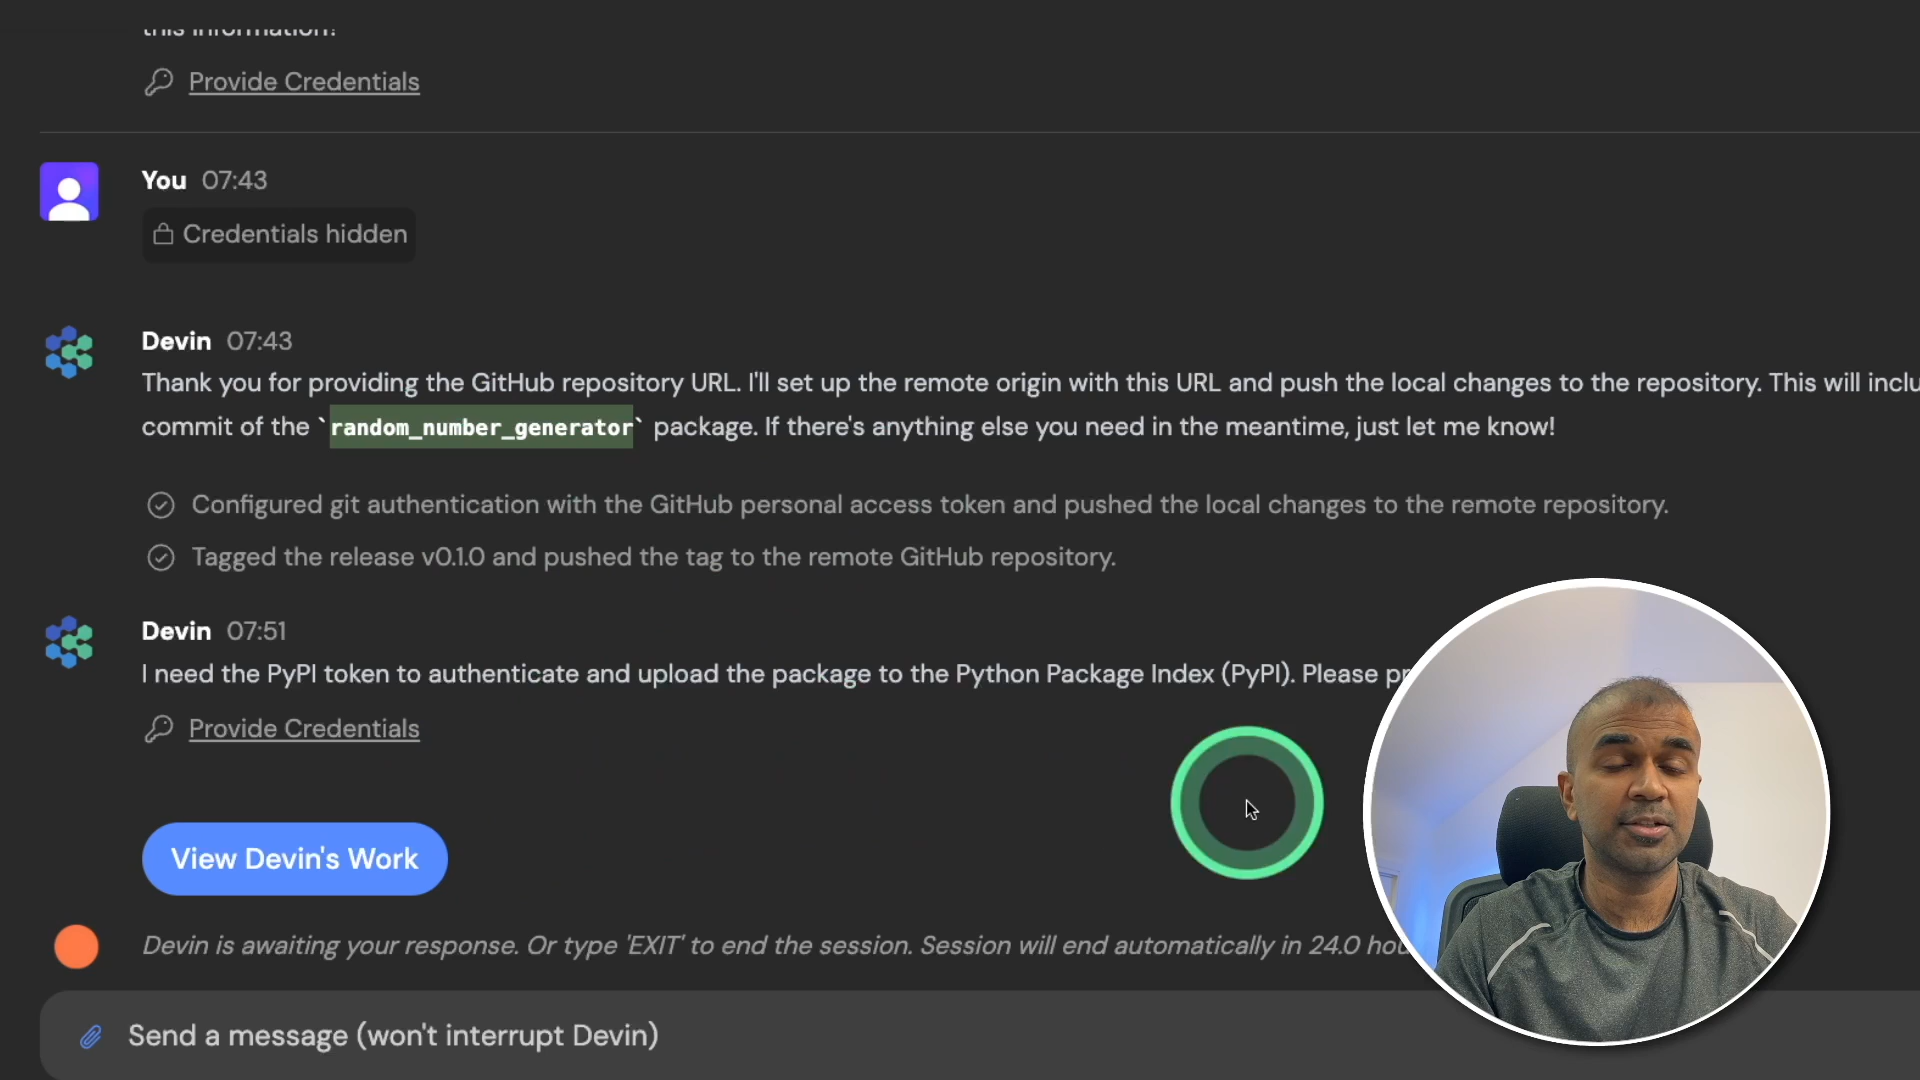 this information?
Provide Credentials
You 07:43
Credentials hidden
Devin 07:43
Thank you for providing the GitHub repository URL. I'll set up the remote origin with this URL and push the local changes to the repository. This will
commit of the `random_number_generator` package. If there's anything else you need in the meantime, just let me know!
Configured git authentication with the GitHub personal access token and pushed the local changes to the remote repository.
Tagged the release v0.1.0 and pushed the tag to the remote GitHub repository.
Devin 07:51
I need the PyPI token to authenticate and upload the package to the Python Package Index (PyPI). Please
Provide Credentials
View Devin's Work
Devin is awaiting your response. Or type 'EXIT' to end the session. Session will end automatically in 24.0
Send a message (won't interrupt Devin)